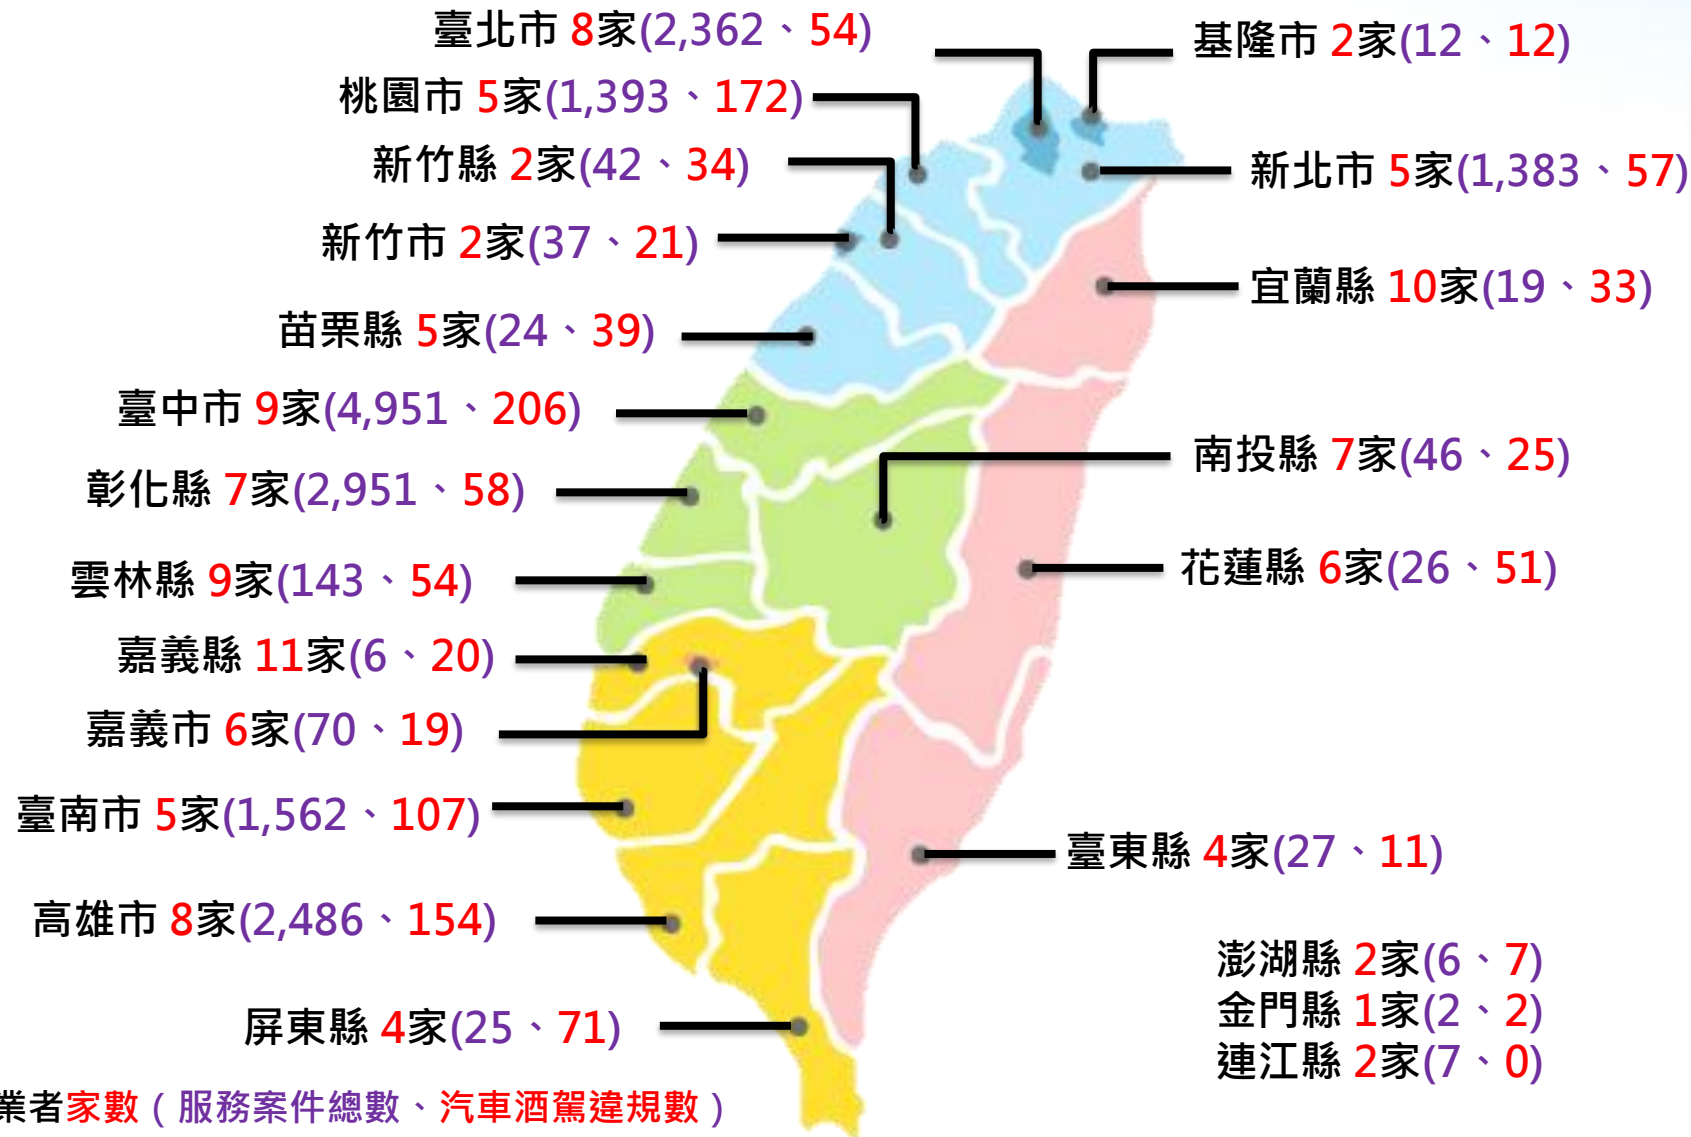 臺北市 8家(2,362、54)
基隆市 2家(12、12)
桃園市 5家(1,393、172)
新竹縣 2家(42、34)
新北市 5家(1,383、57)
新竹市 2家(37、21)
宜蘭縣 10家(19、33)
苗栗縣 5家(24、39)
臺中市 9家(4,951、206)
南投縣 7家(46、25)
彰化縣 7家(2,951、58)
花蓮縣 6家(26、51)
雲林縣 9家(143、54)
嘉義縣 11家(6、20)
嘉義市 6家(70、19)
臺南市 5家(1,562、107)
臺東縣 4家(27、11)
高雄市 8家(2,486、154)
澎湖縣 2家(6、7)
金門縣 1家(2、2)
連江縣 2家(7、0)
屏東縣 4家(25、71)
業者家數(服務案件總數、汽車酒駕違規數)